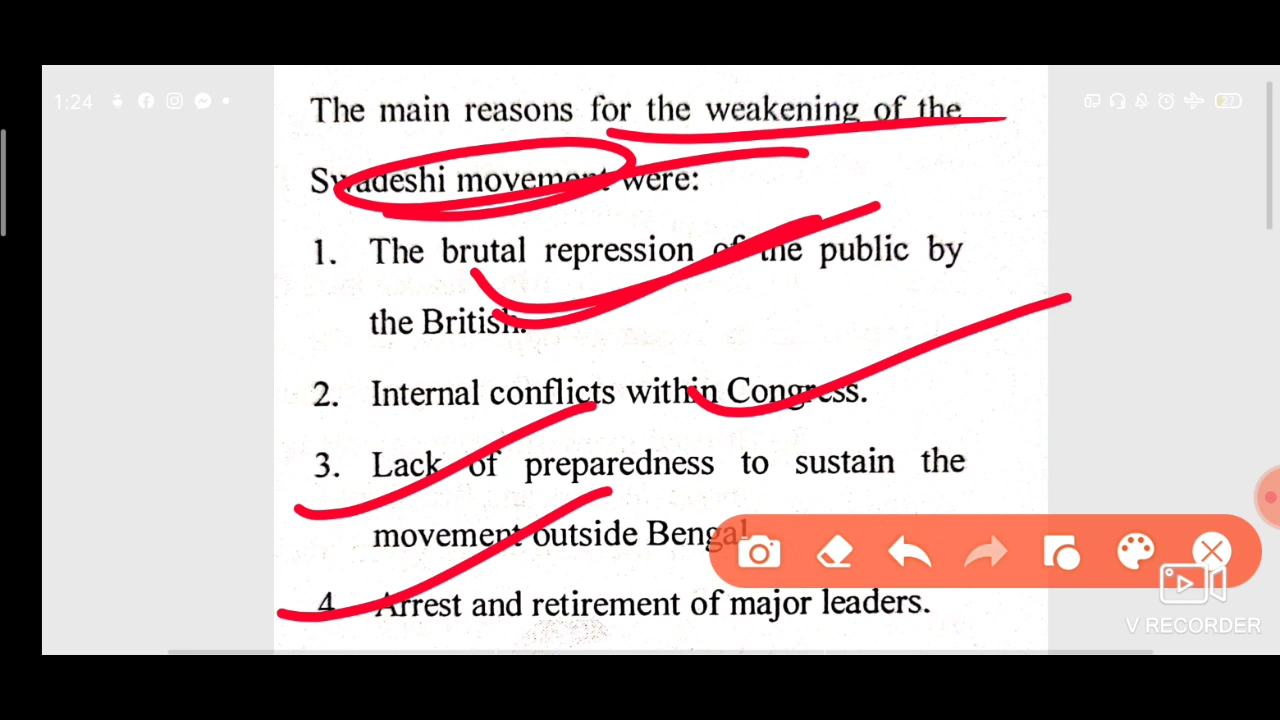 1:24
27
The main reasons for the weakening of the
Swadeshi movement were:
1. The brutal repression of the public by
the British.
2. Internal conflicts within Congress.
3. Lack of preparedness to sustain the
movement outside Bengal
4. Arrest and retirement of major leaders.
V RECORDER